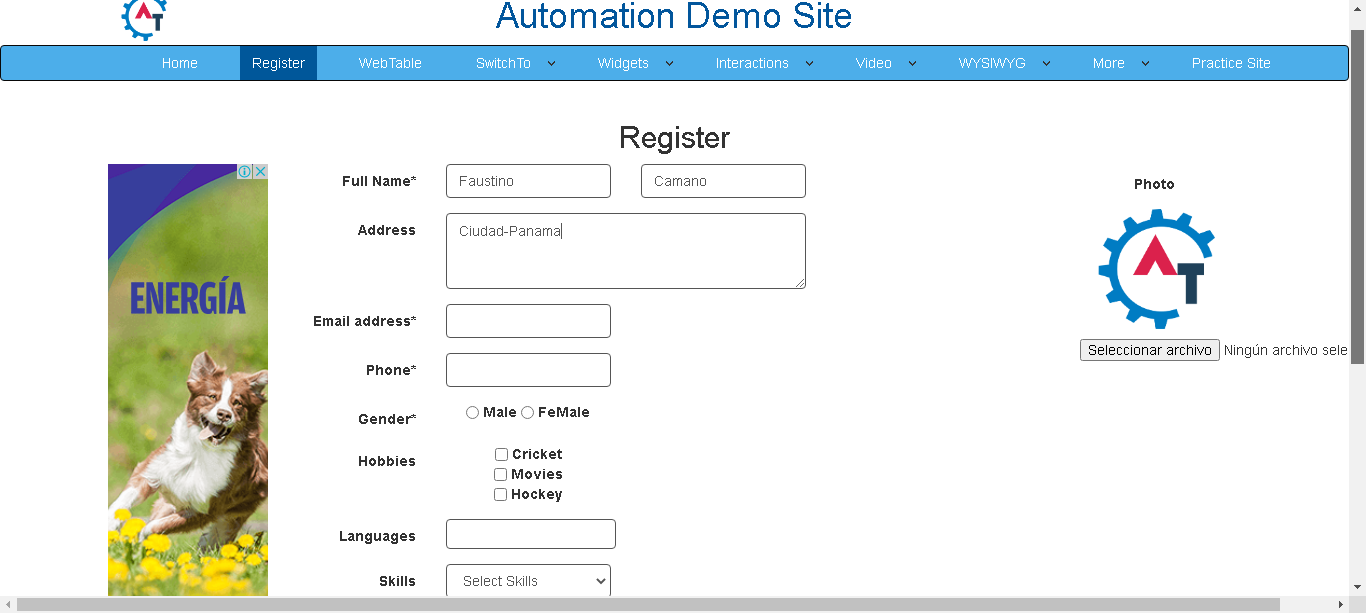 AT
Automation Demo Site
Home Register WebTable SwitchTo Widgets Interactions Video WYSIWYG More Practice Site
Register
ENERGÍA
Full Name* Faustino Camano
Address Ciudad-Panama
Email address*
Phone*
Gender* Male FeMale
Hobbies Cricket
Movies
Hockey
Languages
Skills Select Skills
Photo
AT
Seleccionar archivo Ningún archivo sele